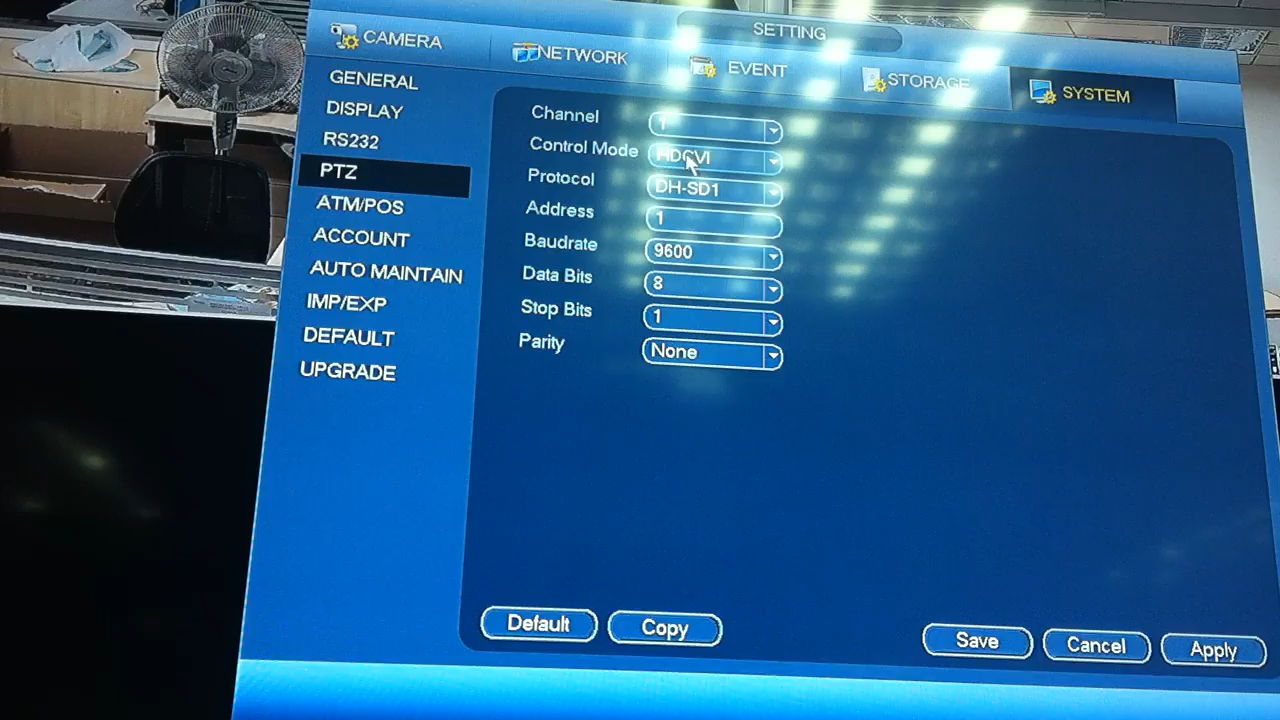 SETTING
CAMERA
NETWORK
EVENT
STORAGE
SYSTEM
GENERAL
DISPLAY
RS232
PTZ
ATM/POS
ACCOUNT
AUTO MAINTAIN
IMP/EXP
DEFAULT
UPGRADE
Channel 1
Control Mode HDCVI
Protocol DH-SD1
Address 1
Baudrate 9600
Data Bits 8
Stop Bits 1
Parity None
Default Copy Save Cancel Apply